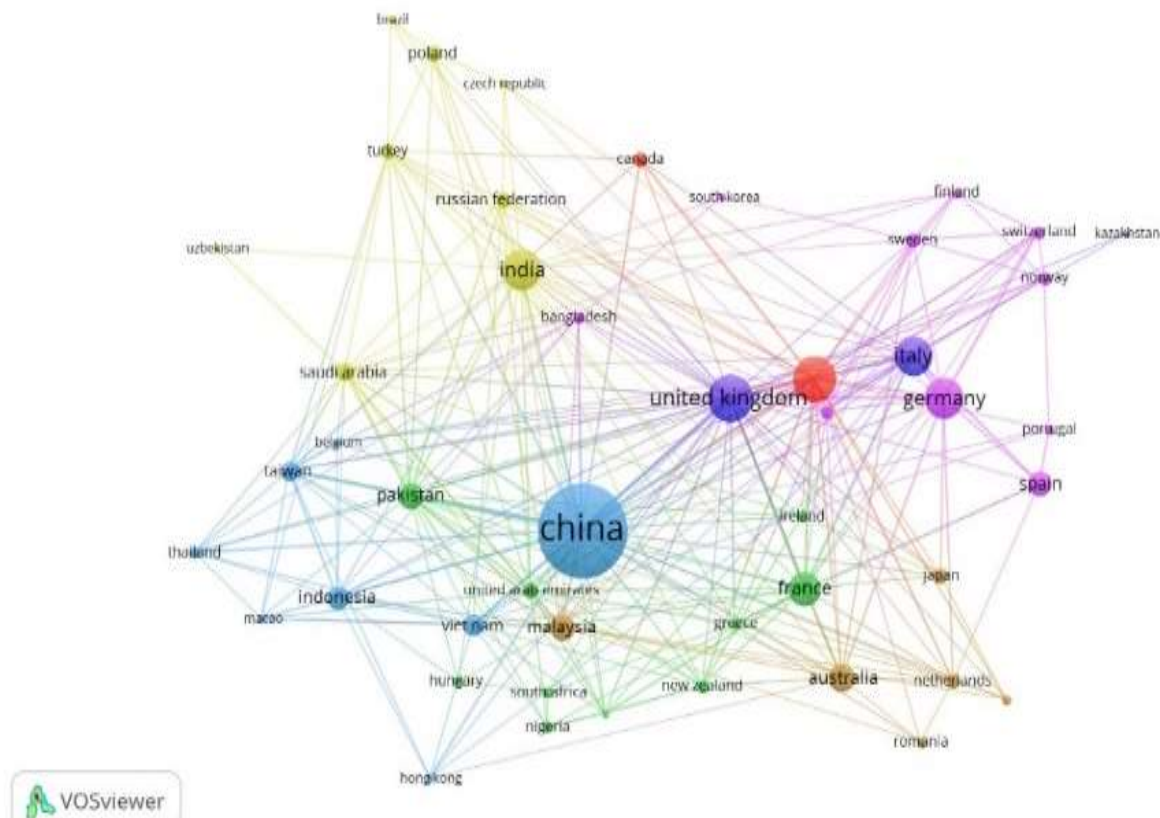 brazil
poland
czech republic
turkey
canada
south korea
finland
russian federation
switzerland
kazakhstan
sweden
uzbekistan
india
norway
bangladesh
italy
saudi arabia
united kingdom
germany
belgium
portugal
taiwan
pakistan
spain
china
ireland
thailand
japan
united arab emirates
france
indonesia
macao
viet nam
malaysia
greece
hungary
south africa
new zealand
australia
netherlands
nigeria
romania
hong kong
VOSviewer